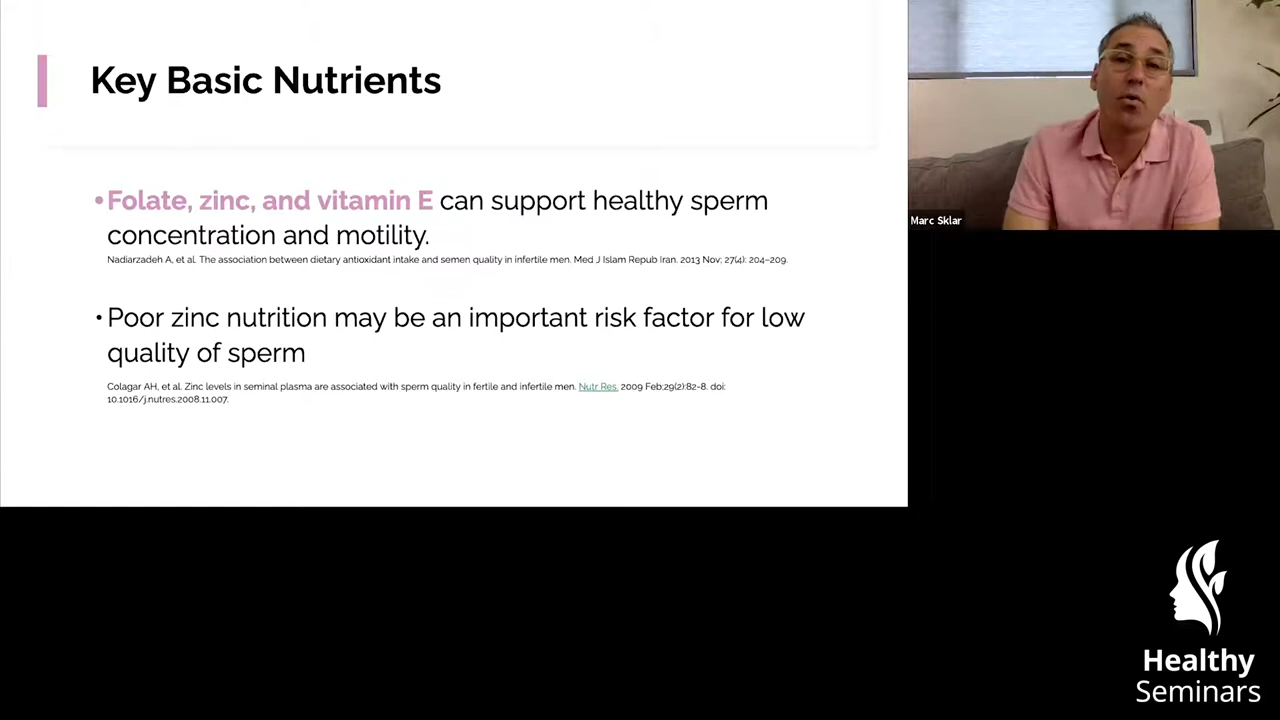 Key Basic Nutrients
•Folate, zinc, and vitamin E can support healthy sperm
concentration and motility.
Nadiarzadeh A, et al. The association between dietary antioxidant intake and semen quality in infertile men. Med J Islam Repub Iran. 2013 Nov; 27(4): 204–209.
•Poor zinc nutrition may be an important risk factor for low
quality of sperm
Colagar AH, et al. Zinc levels in seminal plasma are associated with sperm quality in fertile and infertile men. Nutr Res. 2009 Feb;29(2):82-8. doi:
10.1016/j.nutres.2008.11.007.
Marc Sklar
Healthy
Seminars